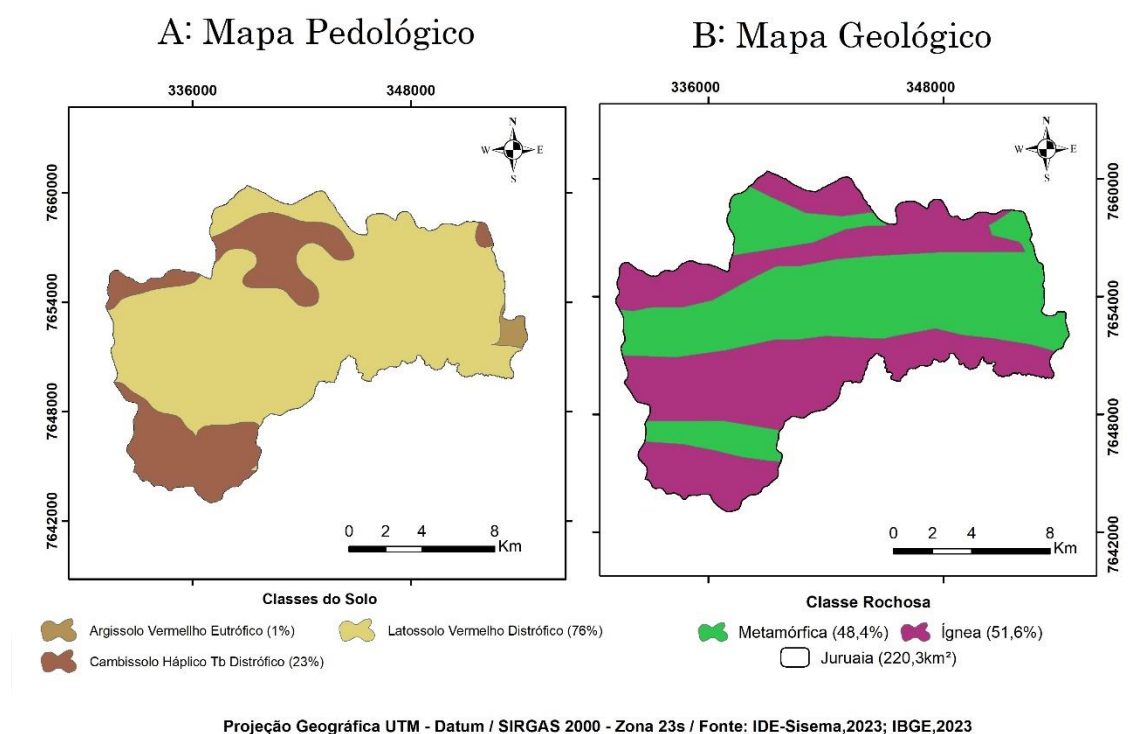 A: Mapa Pedológico
336000 348000
N
W E
S
7660000
7654000
7648000
7642000
0 2 4 8
Km
Classes do Solo
Argissolo Vermellho Eutrófico (1%)
Latossolo Vermelho Distrófico (76%)
Cambissolo Háplico Tb Distrófico (23%)
B: Mapa Geológico
336000 348000
N
W E
S
7660000
7654000
7648000
7642000
0 2 4 8
Km
Classe Rochosa
Metamórfica (48,4%) Ígnea (51,6%)
Juruaia (220,3km²)
Projeção Geográfica UTM - Datum / SIRGAS 2000 - Zona 23s / Fonte: IDE-Sisema,2023; IBGE,2023